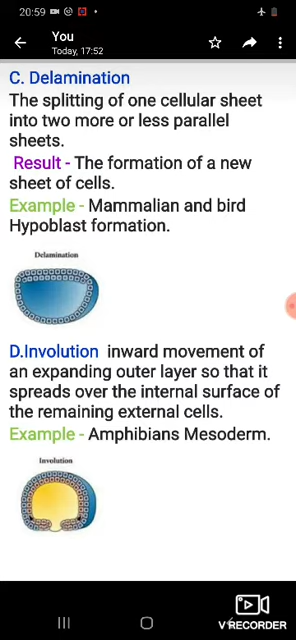 20:59
You
Today, 17:52
C. Delamination
The splitting of one cellular sheet
into two more or less parallel
sheets.
Result - The formation of a new
sheet of cells.
Example - Mammalian and bird
Hypoblast formation.
Delamination
D.Involution inward movement of
an expanding outer layer so that it
spreads over the internal surface of
the remaining external cells.
Example - Amphibians Mesoderm.
Involution
V RECORDER